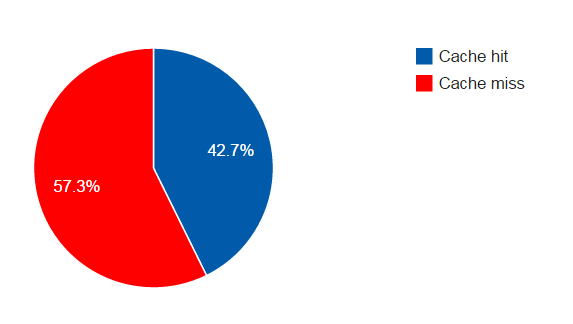 Cache hit
Cache miss
42.7%
57.3%